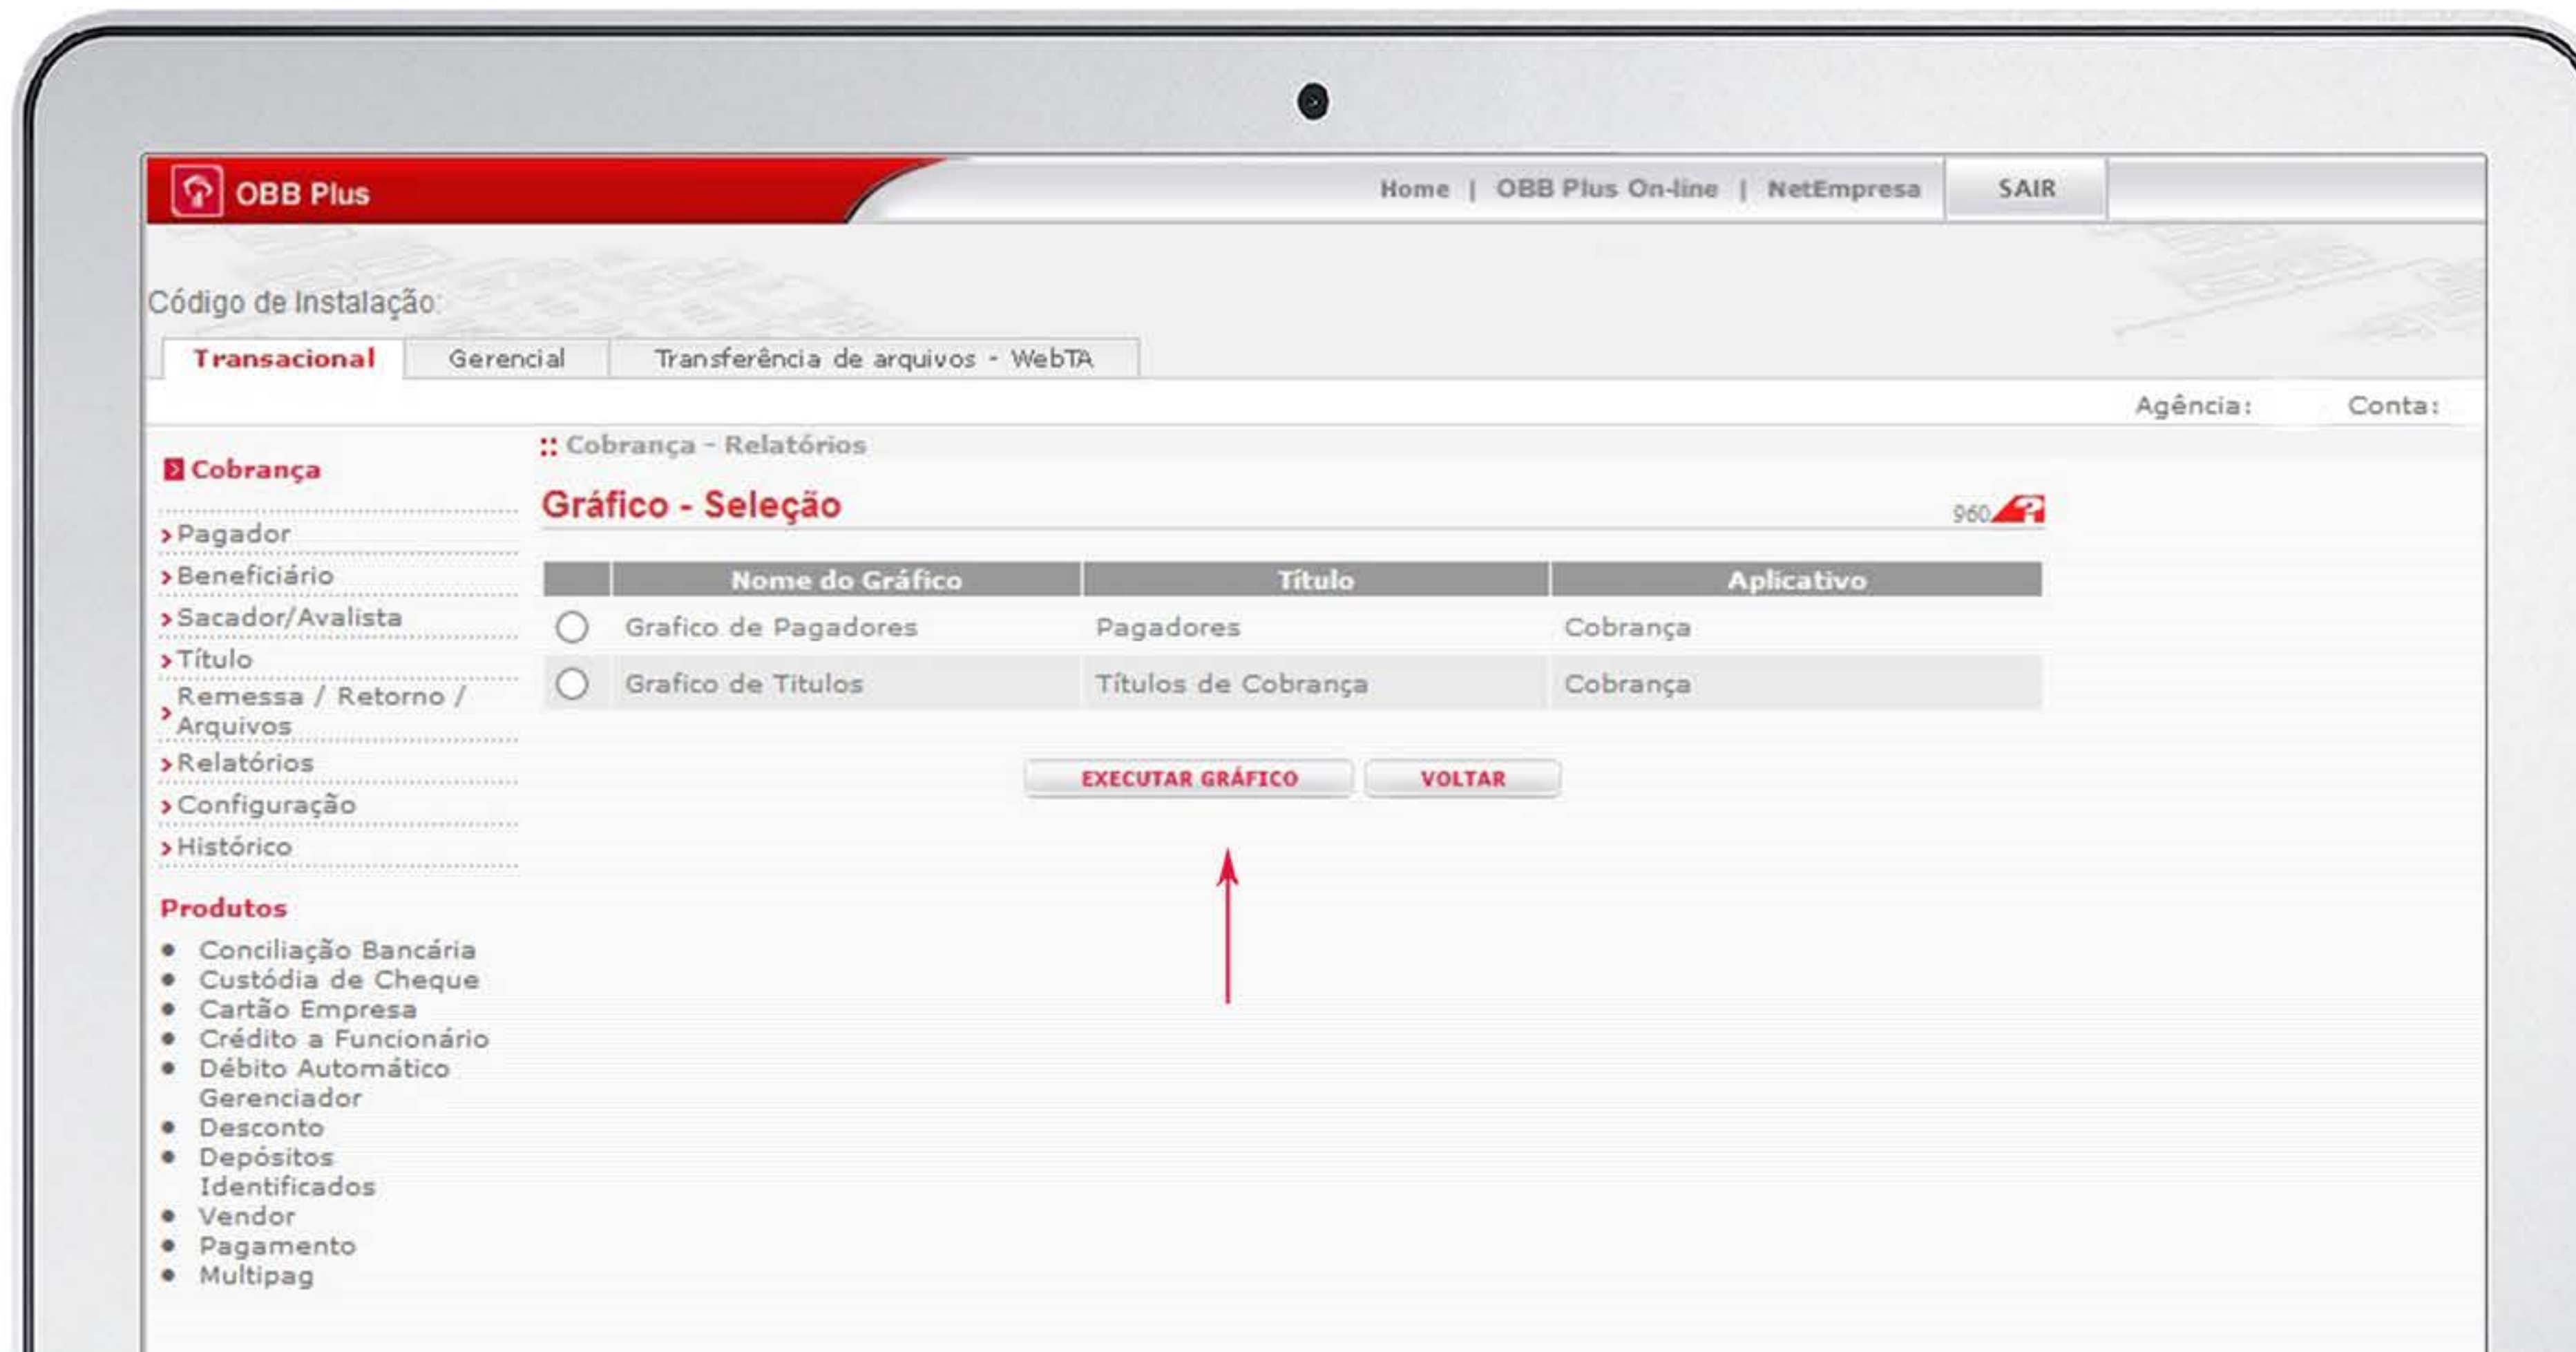 OBB Plus
Home | OBB Plus On-line | NetEmpresa SAIR
Código de Instalação:
Transacional Gerencial Transferência de arquivos - WebTA
Agência: Conta:
Cobrança
Pagador
Beneficiário
Sacador/Avalista
Título
Remessa / Retorno /
Arquivos
Relatórios
Configuração
Histórico
Produtos
Conciliação Bancária
Custódia de Cheque
Cartão Empresa
Crédito a Funcionário
Débito Automático
Gerenciador
Desconto
Depósitos
Identificados
Vendor
Pagamento
Multipag
:: Cobrança - Relatórios
Gráfico - Seleção
960 ?
Nome do Gráfico Título Aplicativo
Grafico de Pagadores Pagadores Cobrança
Grafico de Titulos Títulos de Cobrança Cobrança
EXECUTAR GRÁFICO VOLTAR